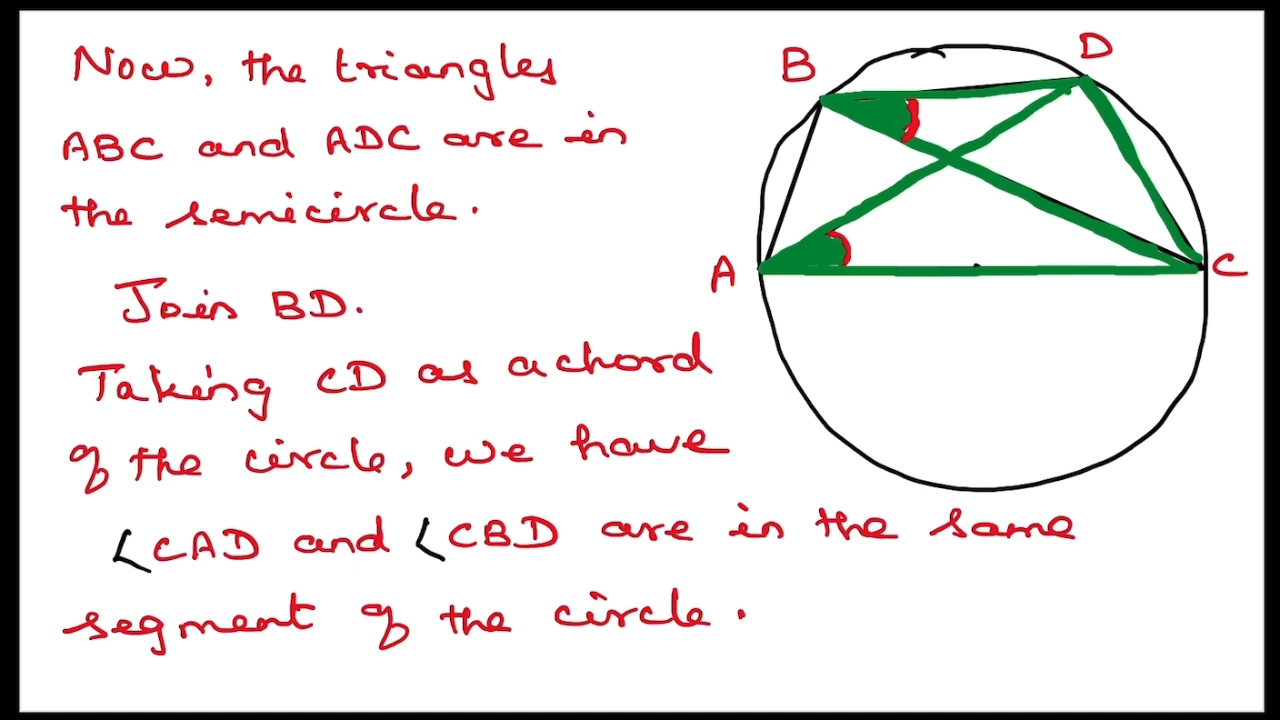 Now, the triangles
ABC and ADC are in
the semicircle.
Join BD.
Taking CD as a chord
of the circle, we have
∠CAD and ∠CBD are in the same
segment of the circle.
B
D
A
C